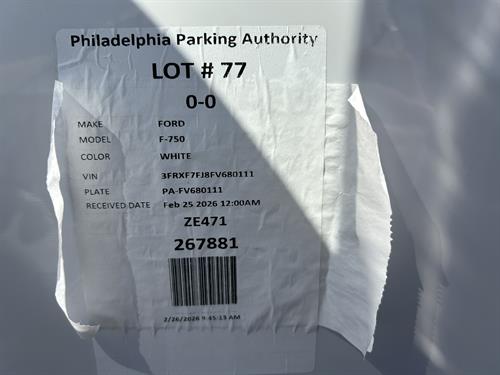 Philadelphia Parking Authority
LOT # 77
0-0
MAKE FORD
MODEL F-750
COLOR WHITE
VIN 3FRXF7FJ8FV680111
PLATE PA-FV680111
RECEIVED DATE Feb 25 2026 12:00AM
ZE471
267881
2/26/2026 9:45:13 AM